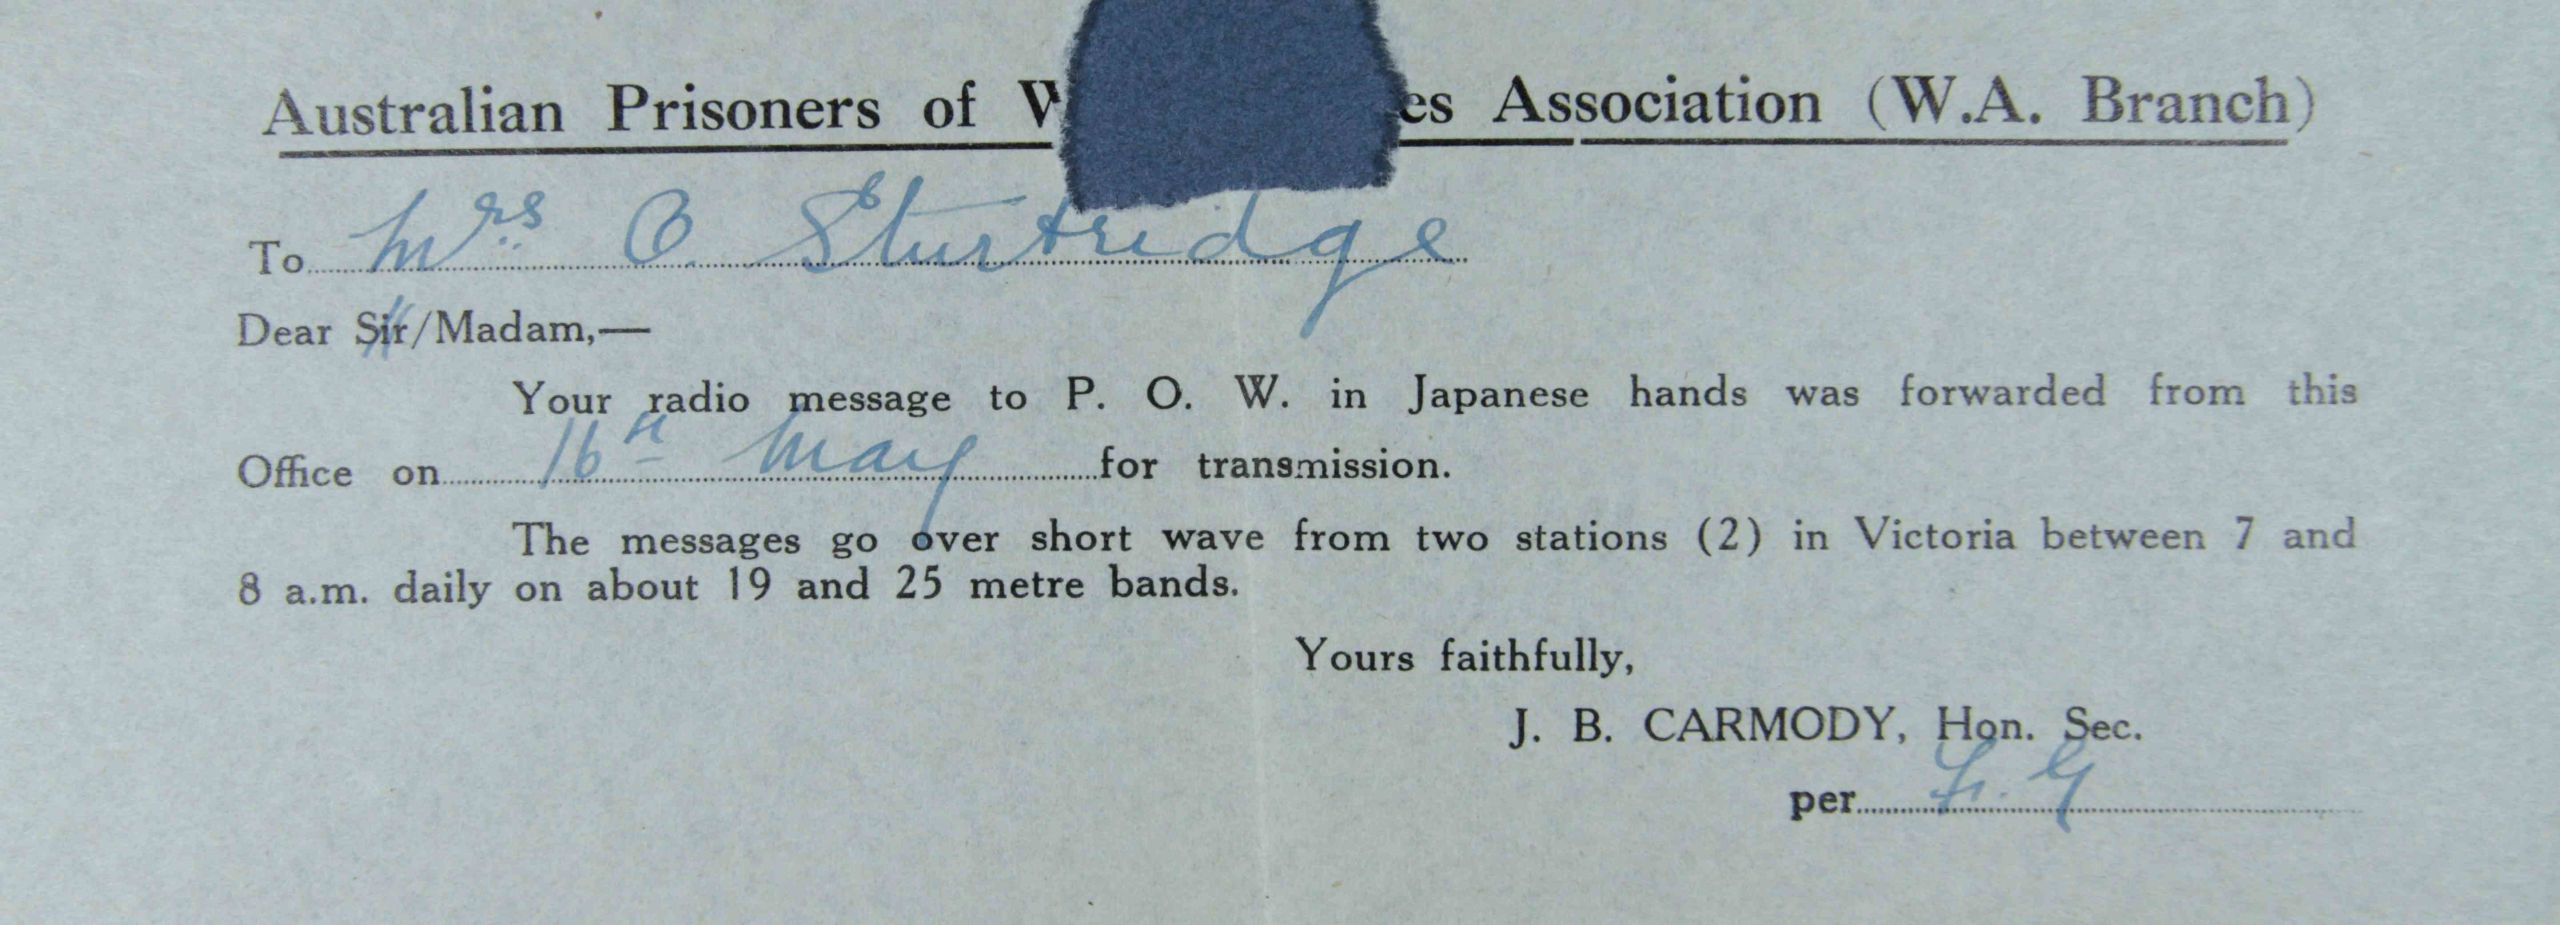 Australian Prisoners of W es Association (W.A. Branch)
To Mrs O. Sturtridge
Dear Sir/Madam,—
Your radio message to P. O. W. in Japanese hands was forwarded from this
Office on 16th May for transmission.
The messages go over short wave from two stations (2) in Victoria between 7 and
8 a.m. daily on about 19 and 25 metre bands.
Yours faithfully,
J. B. CARMODY, Hon. Sec.
per